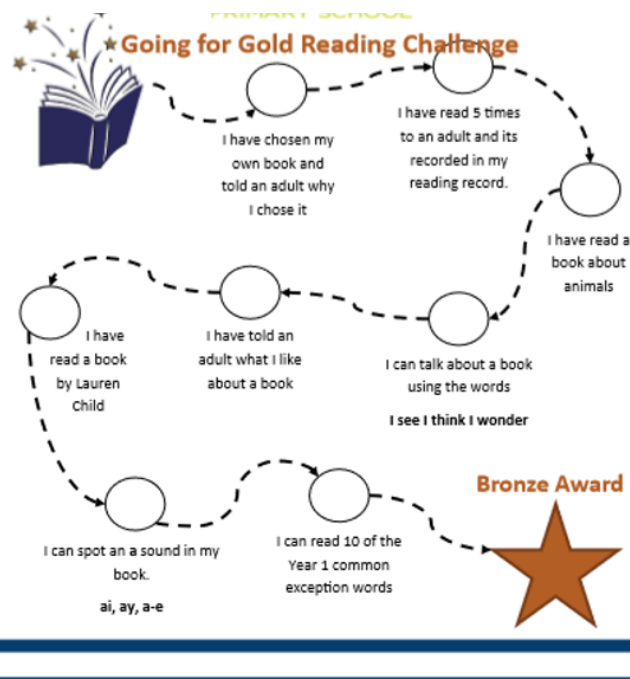 PRIMARY SCHOOL
Going for Gold Reading Challenge
I have chosen my
own book and
told an adult why
I chose it
I have read 5 times
to an adult and its
recorded in my
reading record.
I have read a
book about
animals
I can talk about a book
using the words
I see I think I wonder
I have told an
adult what I like
about a book
I have
read a book
by Lauren
Child
I can spot an a sound in my
book.
ai, ay, a-e
I can read 10 of the
Year 1 common
exception words
Bronze Award